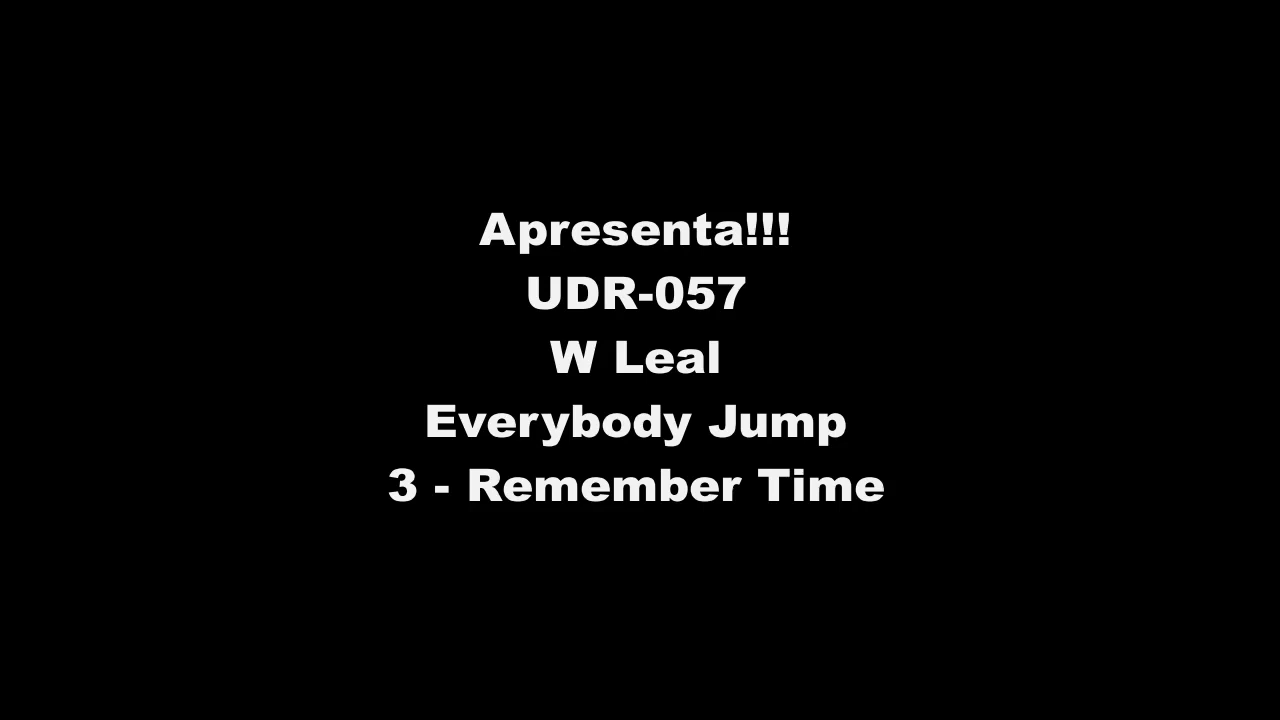 Apresenta!!!
UDR-057
W Leal
Everybody Jump
3 - Remember Time